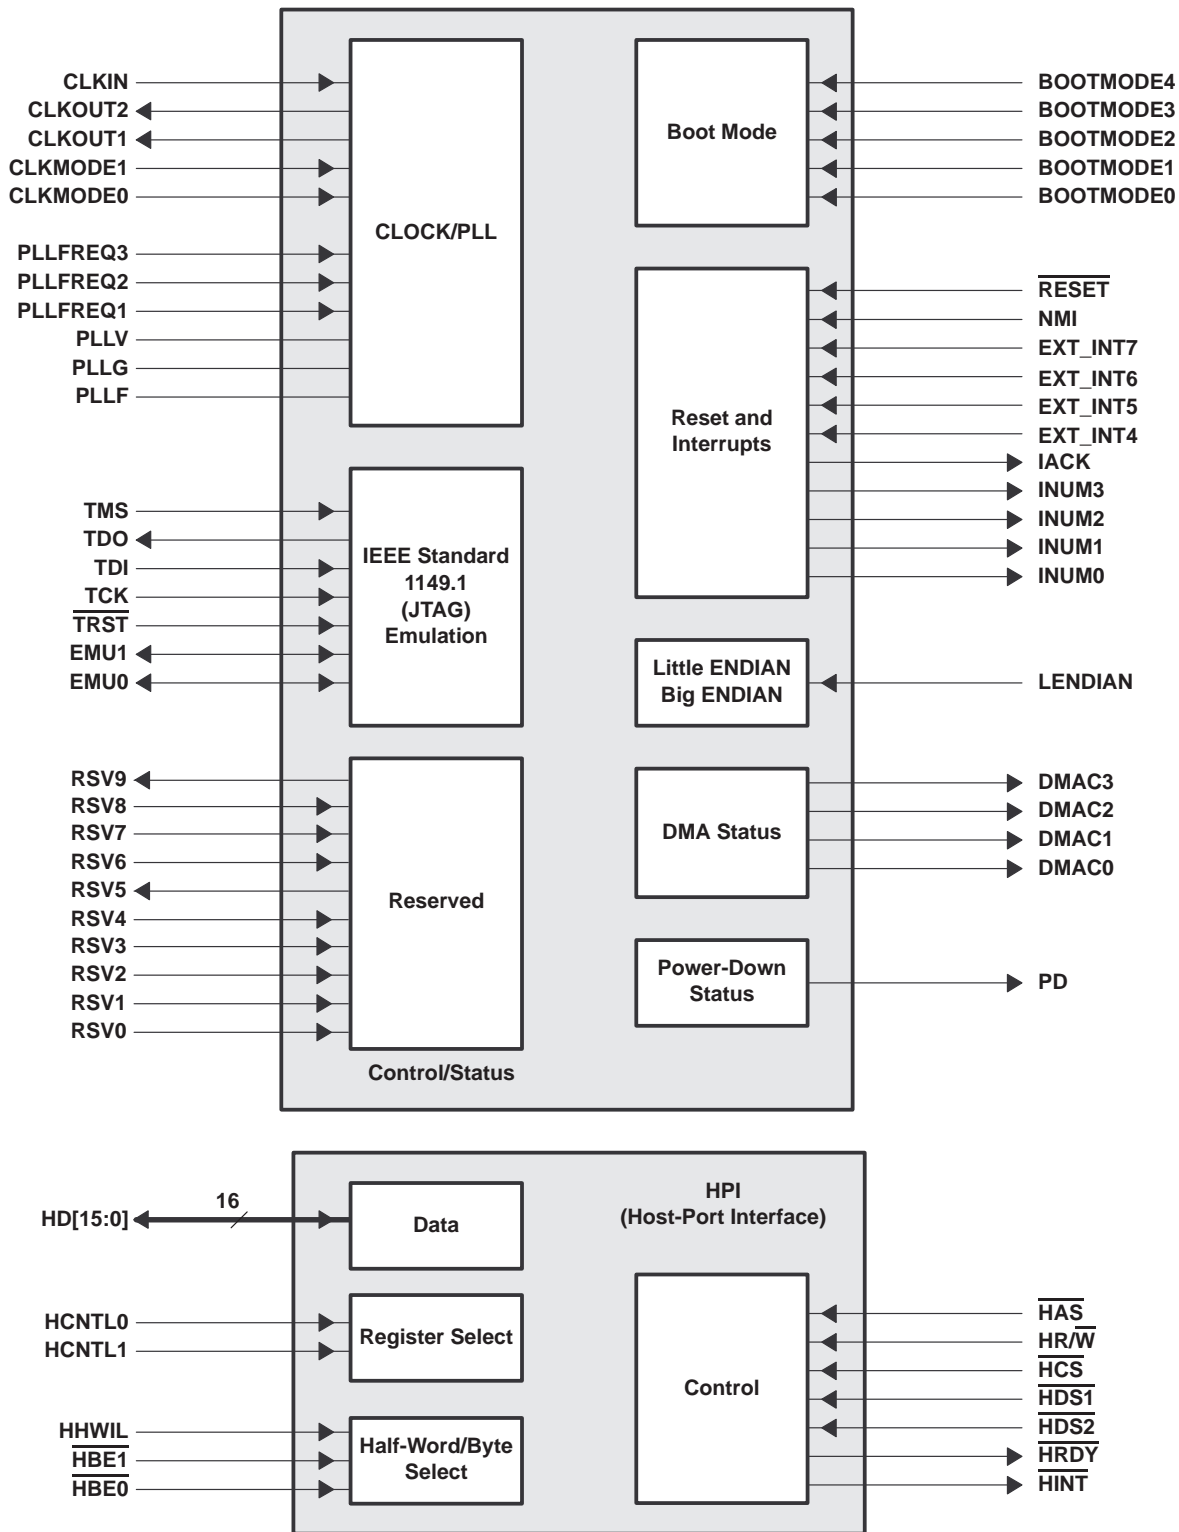 CLKIN
CLKOUT2
CLKOUT1
CLKMODE1
CLKMODE0
PLLFREQ3
PLLFREQ2
PLLFREQ1
PLLV
PLLG
PLLF
CLOCK/PLL
Boot Mode
BOOTMODE4
BOOTMODE3
BOOTMODE2
BOOTMODE1
BOOTMODE0
Reset and
Interrupts
RESET
NMI
EXT_INT7
EXT_INT6
EXT_INT5
EXT_INT4
IACK
INUM3
INUM2
INUM1
INUM0
TMS
TDO
TDI
TCK
TRST
EMU1
EMU0
IEEE Standard
1149.1
(JTAG)
Emulation
Little ENDIAN
Big ENDIAN
LENDIAN
RSV9
RSV8
RSV7
RSV6
RSV5
RSV4
RSV3
RSV2
RSV1
RSV0
Reserved
DMA Status
DMAC3
DMAC2
DMAC1
DMAC0
Power-Down
Status
PD
Control/Status
HD[15:0]
16
Data
HPI
(Host-Port Interface)
HCNTL0
HCNTL1
Register Select
HHWIL
HBE1
HBE0
Half-Word/Byte
Select
Control
HAS
HR/W
HCS
HDS1
HDS2
HRDY
HINT